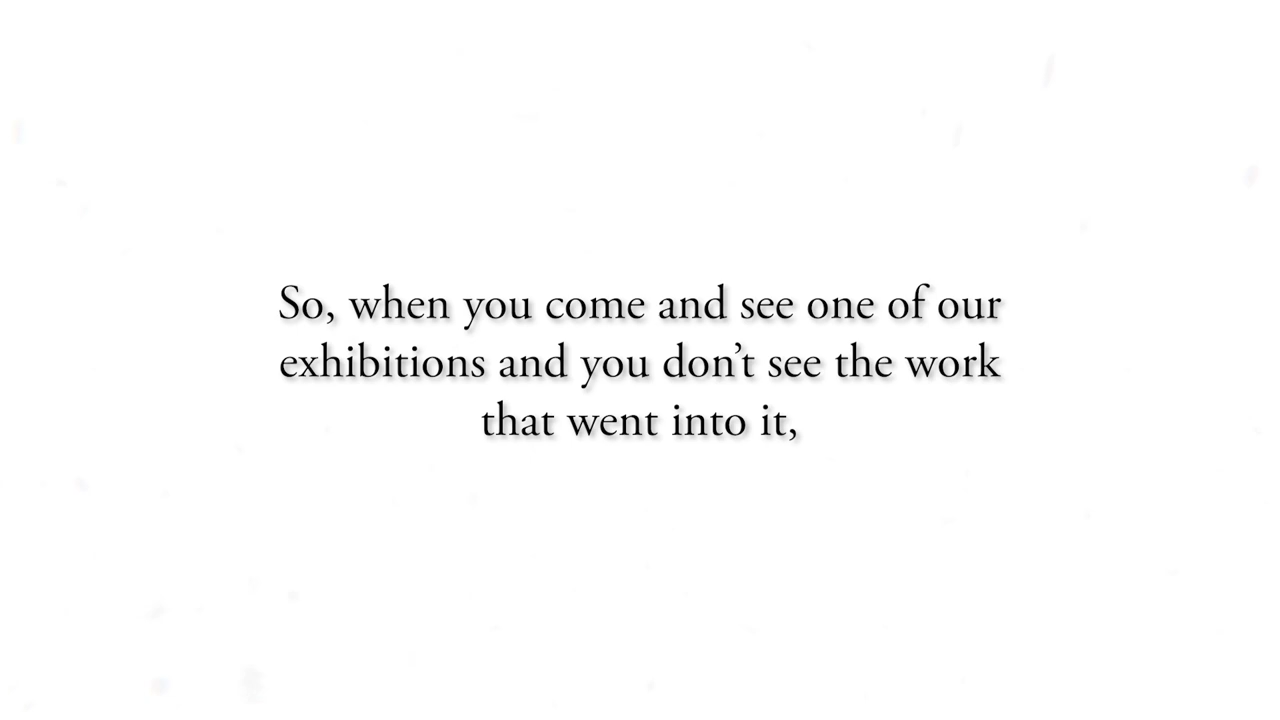 So, when you come and see one of our
exhibitions and you don’t see the work
that went into it,